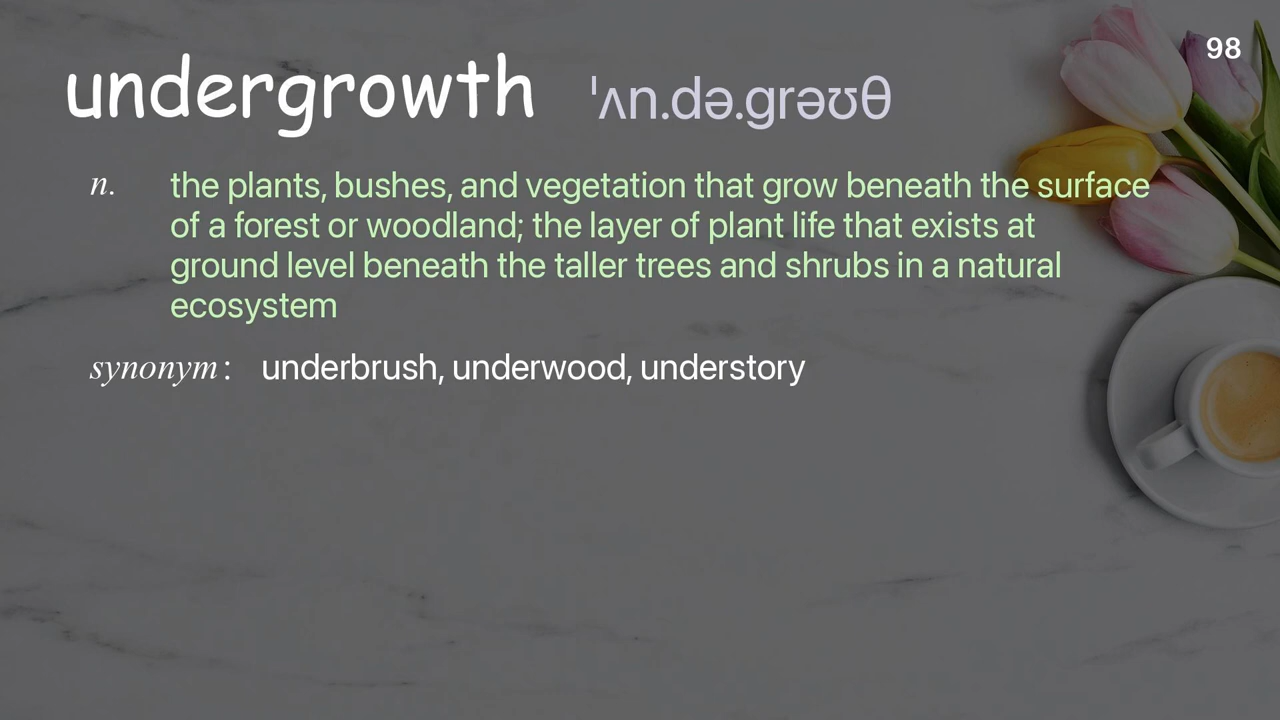 98
undergrowth ˈʌn.də.grəʊθ
n. the plants, bushes, and vegetation that grow beneath the surface
of a forest or woodland; the layer of plant life that exists at
ground level beneath the taller trees and shrubs in a natural
ecosystem
synonym: underbrush, underwood, understory